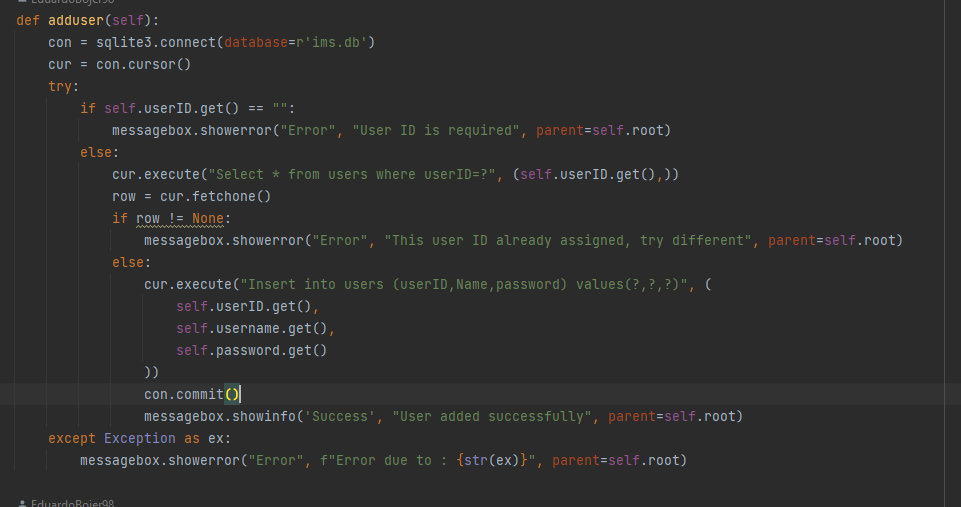 EduardoBojer98
def adduser(self):
    con = sqlite3.connect(database=r'ims.db')
    cur = con.cursor()
    try:
        if self.userID.get() == "":
            messagebox.showerror("Error", "User ID is required", parent=self.root)
        else:
            cur.execute("Select * from users where userID=?", (self.userID.get(),))
            row = cur.fetchone()
            if row != None:
                messagebox.showerror("Error", "This user ID already assigned, try different", parent=self.root)
            else:
                cur.execute("Insert into users (userID,Name,password) values(?,?,?)", (
                    self.userID.get(),
                    self.username.get(),
                    self.password.get()
                ))
                con.commit()
                messagebox.showinfo('Success', "User added successfully", parent=self.root)
    except Exception as ex:
        messagebox.showerror("Error", f"Error due to : {str(ex)}", parent=self.root)
EduardoBojer98